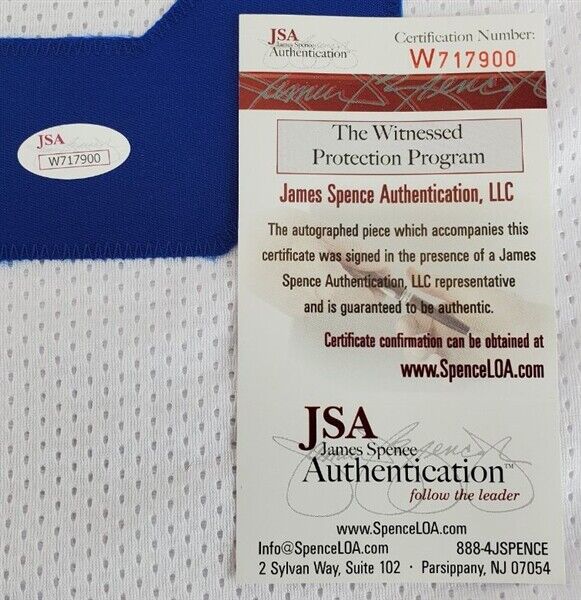 JSA
W717900
JSA
James Spence
Authentication™
Certification Number:
W717900
The Witnessed
Protection Program
James Spence Authentication, LLC
The autographed piece which accompanies this
certificate was signed in the presence of a James
Spence Authentication, LLC representative
and is guaranteed to be authentic.
Certificate confirmation can be obtained at
www.SpenceLOA.com
JSA
James Spence
Authentication™
follow the leader
www.SpenceLOA.com
Info@SpenceLOA.com 888-4JSPENCE
2 Sylvan Way, Suite 102 · Parsippany, NJ 07054